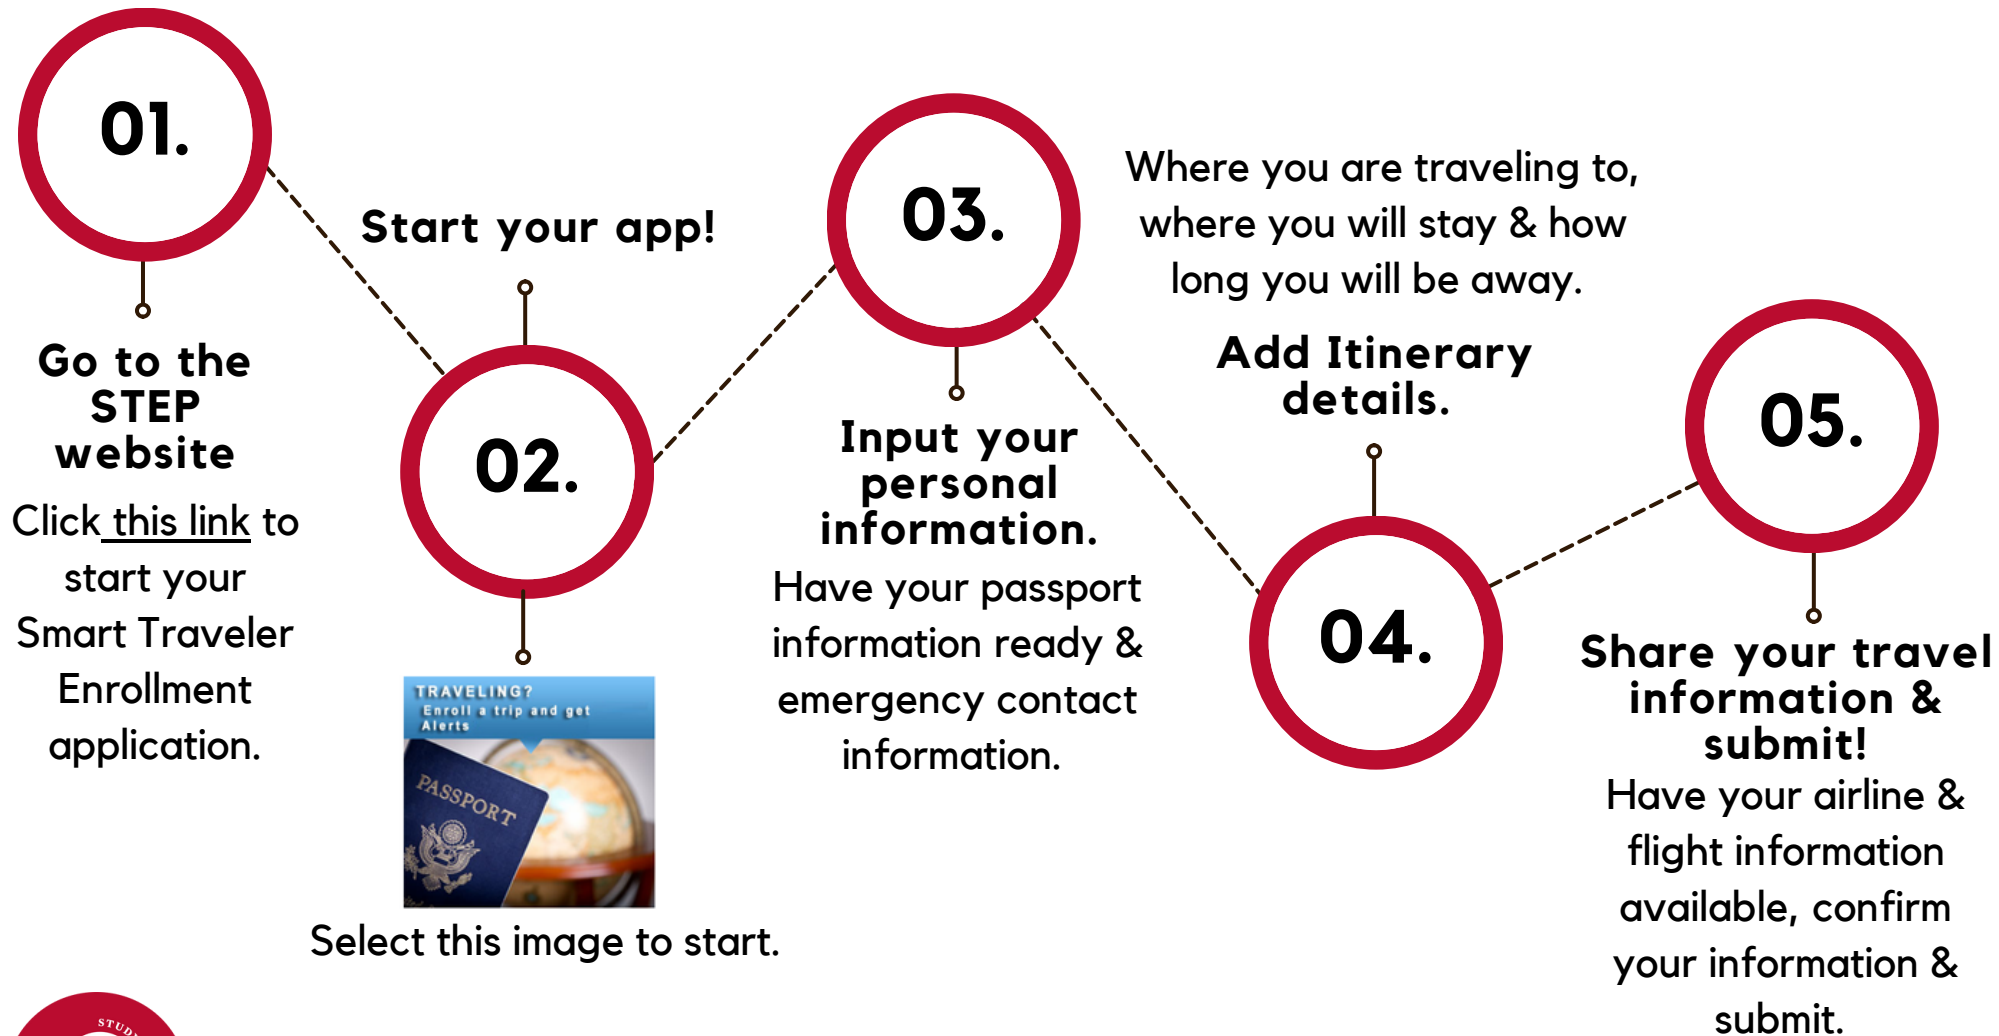 01.
Go to the
STEP
website
Click this link to
start your
Smart Traveler
Enrollment
application.
Start your app!
02.
TRAVELING?
Enroll a trip and get
Alerts
PASSPORT
Select this image to start.
03.
Input your
personal
information.
Have your passport
information ready &
emergency contact
information.
Where you are traveling to,
where you will stay & how
long you will be away.
Add Itinerary
details.
04.
05.
Share your travel
information &
submit!
Have your airline &
flight information
available, confirm
your information &
submit.